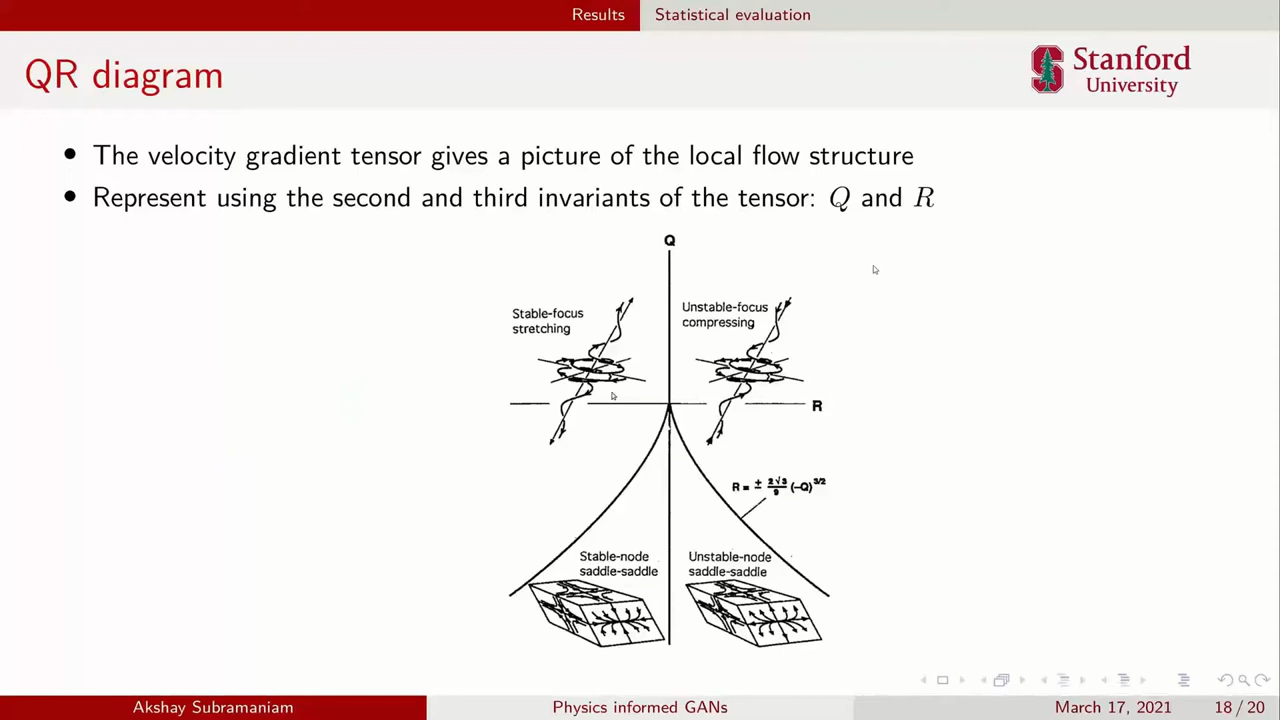 Results Statistical evaluation
QR diagram
Stanford
University
• The velocity gradient tensor gives a picture of the local flow structure
• Represent using the second and third invariants of the tensor: Q and R
Q
Stable-focus
stretching
Unstable-focus
compressing
R
R = ± 2√3/9 (-Q)^3/2
Stable-node
saddle-saddle
Unstable-node
saddle-saddle
Akshay Subramaniam Physics informed GANs March 17, 2021 18 / 20